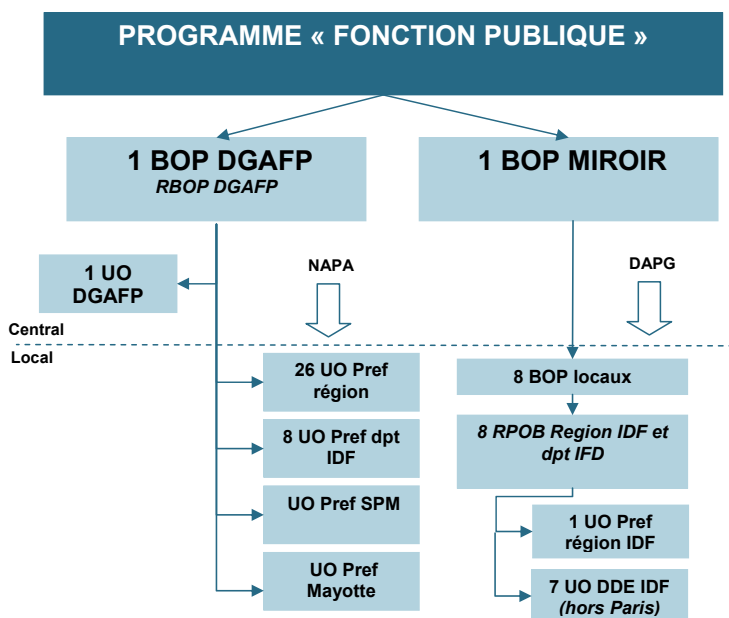 PROGRAMME « FONCTION PUBLIQUE »
1 BOP DGAFP
RBOP DGAFP
1 BOP MIROIR
1 UO
DGAFP
NAPA
DAPG
Central
Local
26 UO Pref
région
8 UO Pref dpt
IDF
UO Pref SPM
UO Pref
Mayotte
8 BOP locaux
8 RPOB Region IDF et
dpt IFD
1 UO Pref
région IDF
7 UO DDE IDF
(hors Paris)